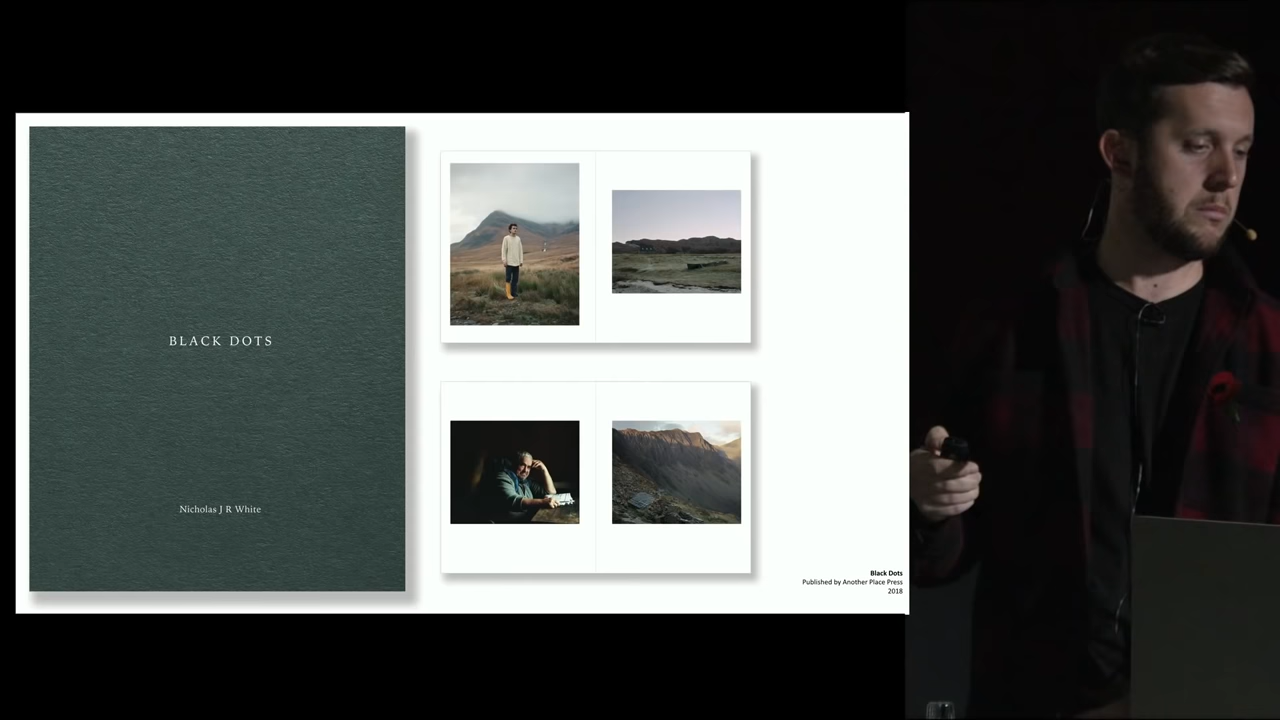 BLACK DOTS
Nicholas J R White
Black Dots
Published by Another Place Press
2018